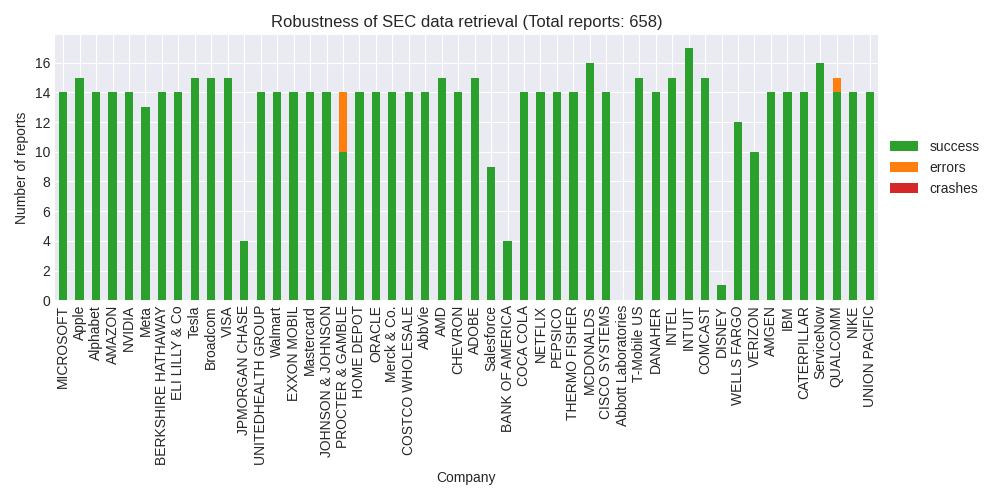 Robustness of SEC data retrieval (Total reports: 658)
Number of reports
16
14
12
10
8
6
4
2
0
MICROSOFT
Apple
Alphabet
AMAZON
NVIDIA
Meta
BERKSHIRE HATHAWAY
ELI LILLY & Co
Tesla
Broadcom
VISA
JPMORGAN CHASE
UNITEDHEALTH GROUP
Walmart
EXXON MOBIL
Mastercard
JOHNSON & JOHNSON
PROCTER & GAMBLE
HOME DEPOT
ORACLE
Merck & Co.
COSTCO WHOLESALE
AbbVie
AMD
CHEVRON
ADOBE
Salesforce
BANK OF AMERICA
COCA COLA
NETFLIX
PEPSICO
THERMO FISHER
MCDONALDS
CISCO SYSTEMS
Abbott Laboratories
T-Mobile US
DANAHER
INTEL
INTUIT
COMCAST
DISNEY
WELLS FARGO
VERIZON
AMGEN
IBM
CATERPILLAR
ServiceNow
QUALCOMM
NIKE
UNION PACIFIC
Company
success
errors
crashes